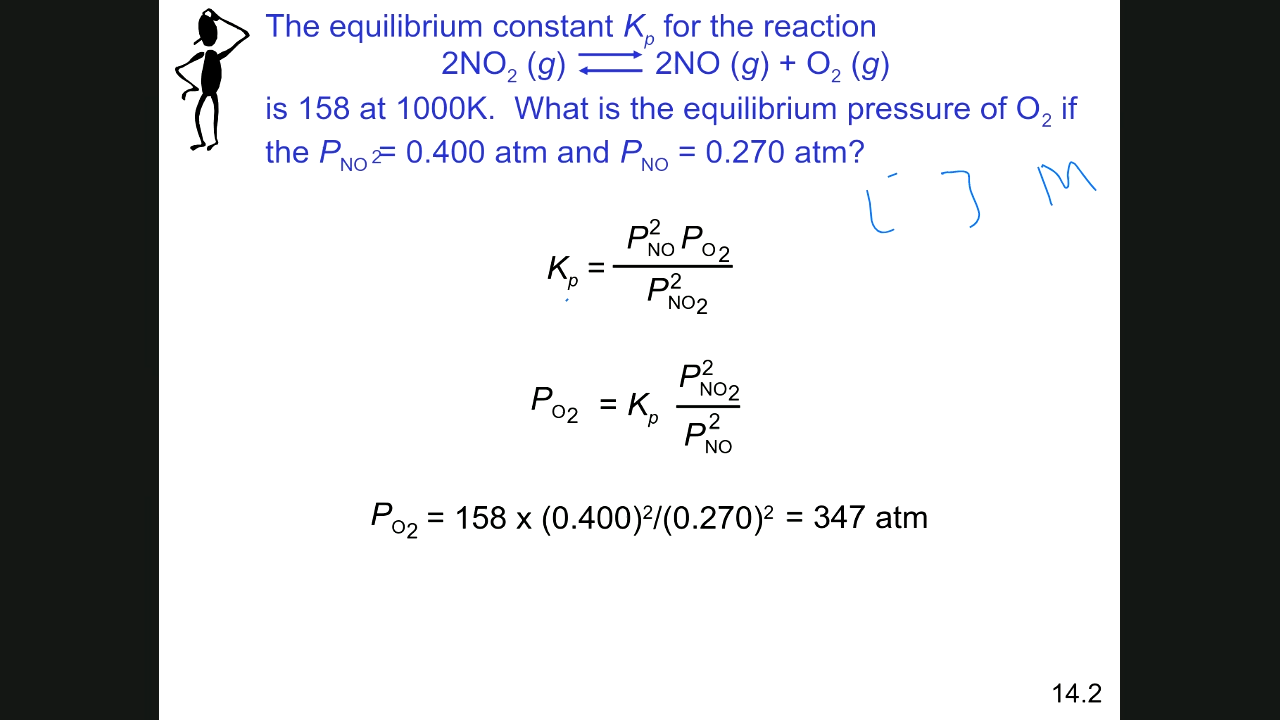 The equilibrium constant Kp for the reaction
2NO2 (g) ⇌ 2NO (g) + O2 (g)
is 158 at 1000K. What is the equilibrium pressure of O2 if
the PNO2 = 0.400 atm and PNO = 0.270 atm?
[ ] M
Kp = P²NO PO2 / P²NO2
PO2 = Kp P²NO2 / P²NO
PO2 = 158 x (0.400)²/(0.270)² = 347 atm
14.2